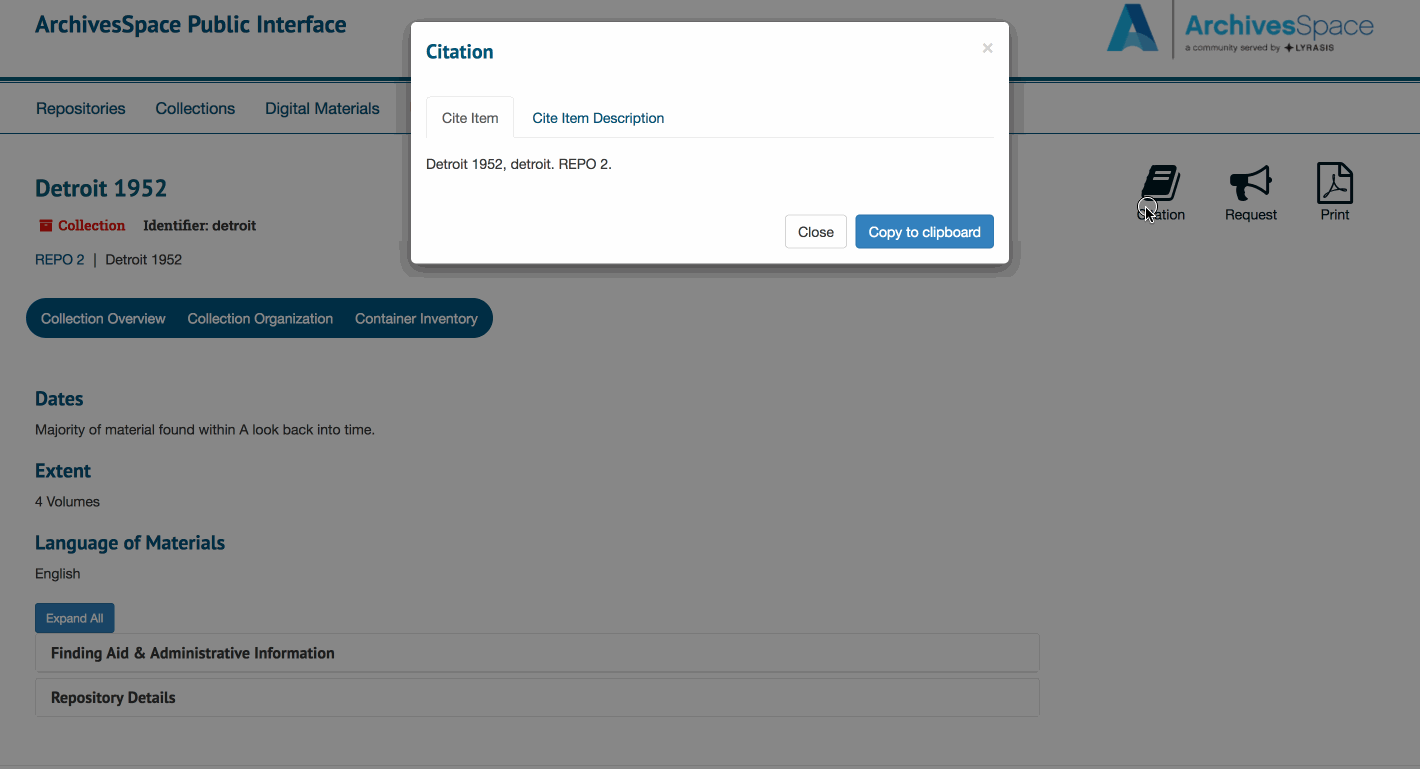 ArchivesSpace Public Interface
ArchivesSpace
a community served by LYRASIS
Citation
×
Repositories
Collections
Digital Materials
Cite Item
Cite Item Description
Detroit 1952, detroit. REPO 2.
Close
Copy to clipboard
Detroit 1952
Collection
Identifier: detroit
REPO 2 | Detroit 1952
Citation
Request
Print
Collection Overview
Collection Organization
Container Inventory
Dates
Majority of material found within A look back into time.
Extent
4 Volumes
Language of Materials
English
Expand All
Finding Aid & Administrative Information
Repository Details